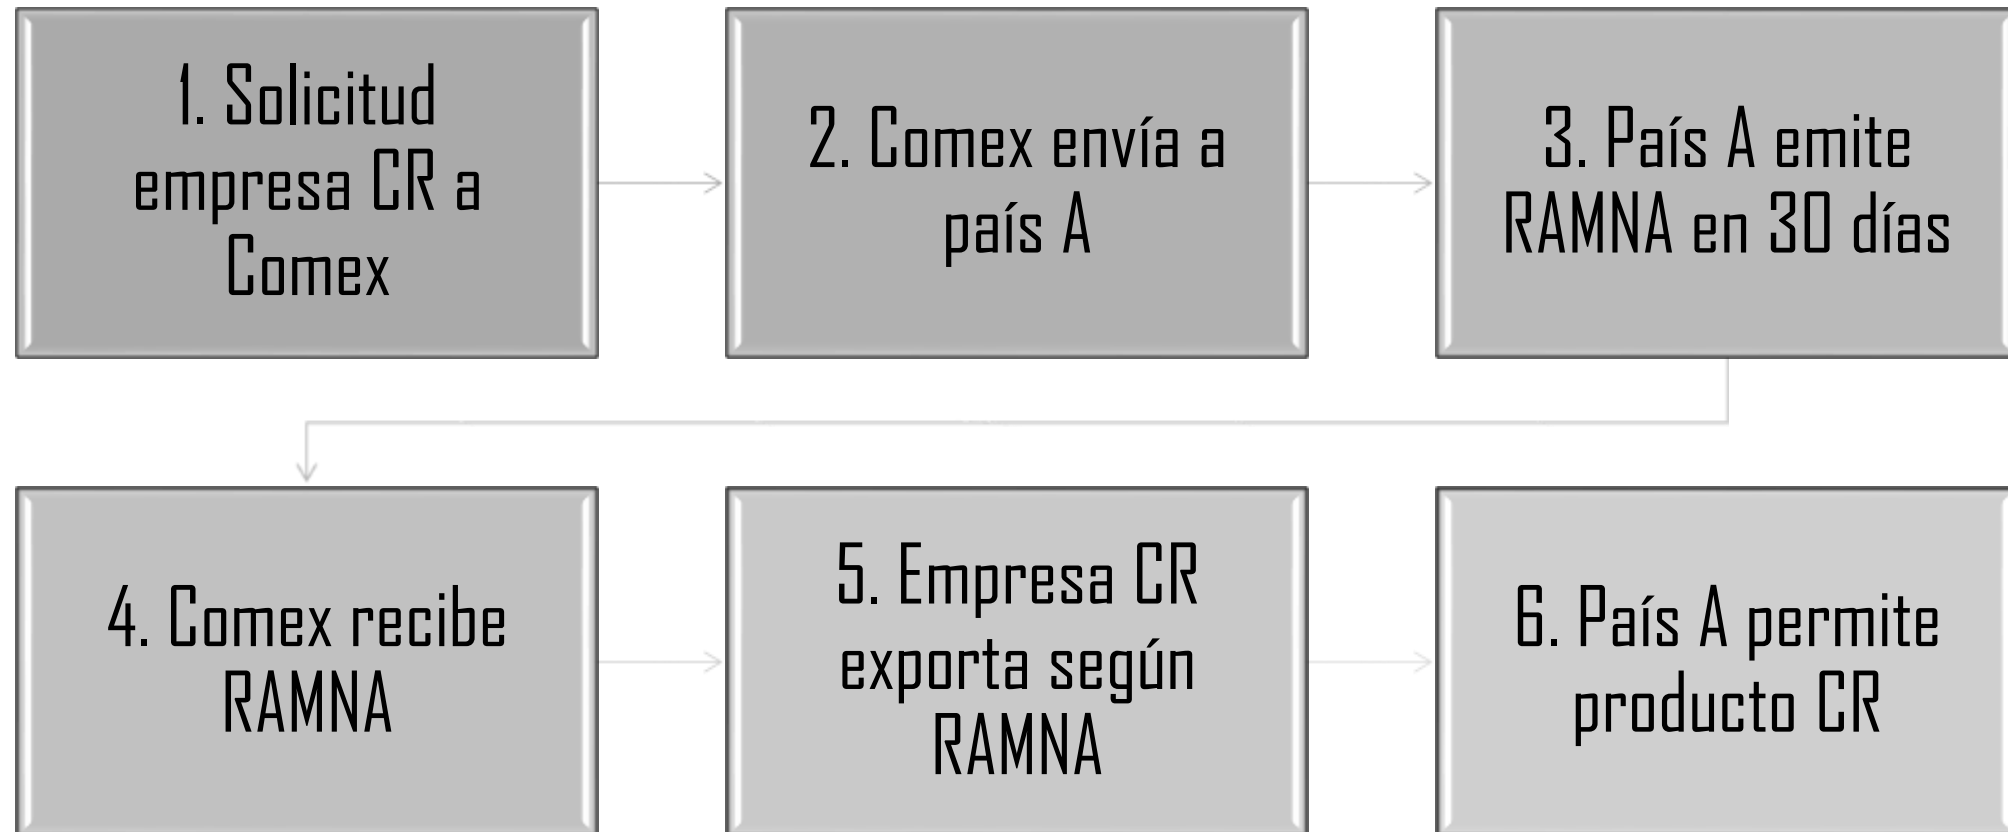 1. Solicitud
empresa CR a
Comex
2. Comex envía a
país A
3. País A emite
RAMNA en 30 días
4. Comex recibe
RAMNA
5. Empresa CR
exporta según
RAMNA
6. País A permite
producto CR